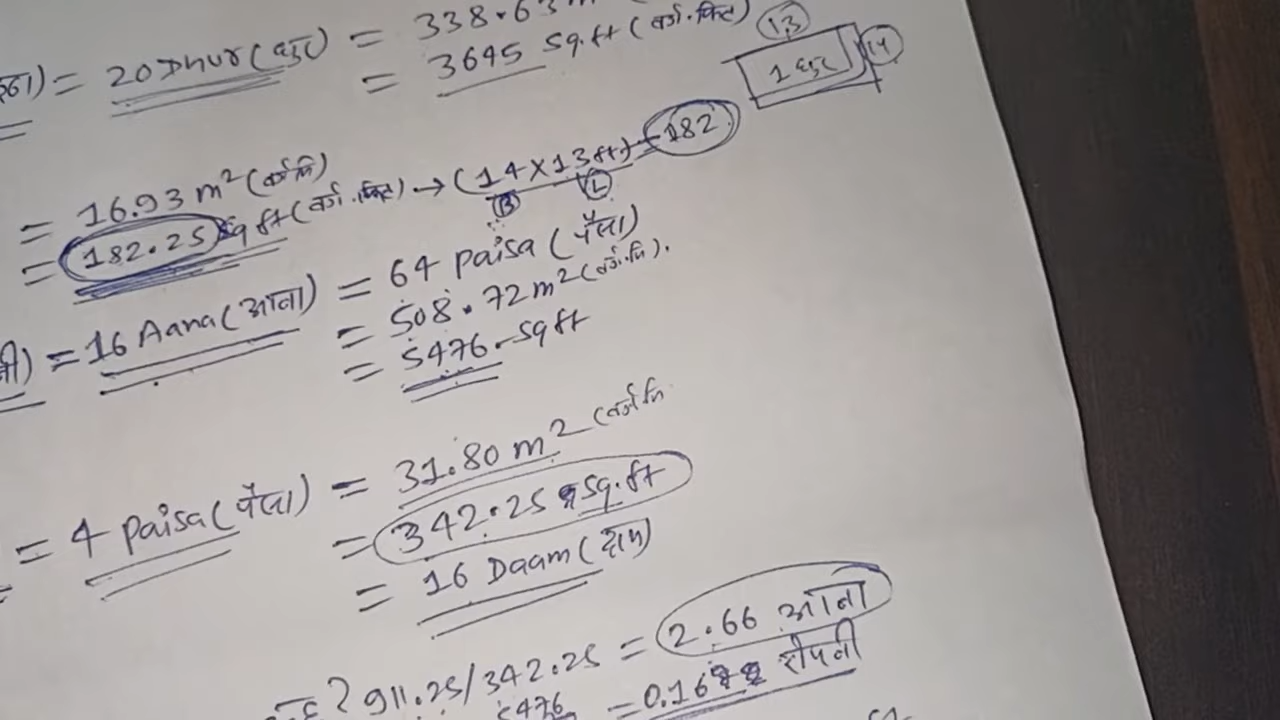 = 20 Dhur (धुर) = 338.63 m
= 3645 sq.ft (वर्ग.फिट)
13
1 धुर
14
= 16.93 m² (वर्ग.मि)
= 182.25 sq ft (वर्ग.फिट) → (14 X 13 ft) = 182
B L
= 16 Aana (आना) = 64 paisa (पैसा)
= 508.72 m² (वर्ग.मि).
= 5476. sq ft
= 4 paisa (पैसा) = 31.80 m² (वर्ग.मि
= 342.25 sq.ft
= 16 Daam (दाम)
? 911.25/342.25 = 2.66 आना
5476 = 0.16 रोपनी